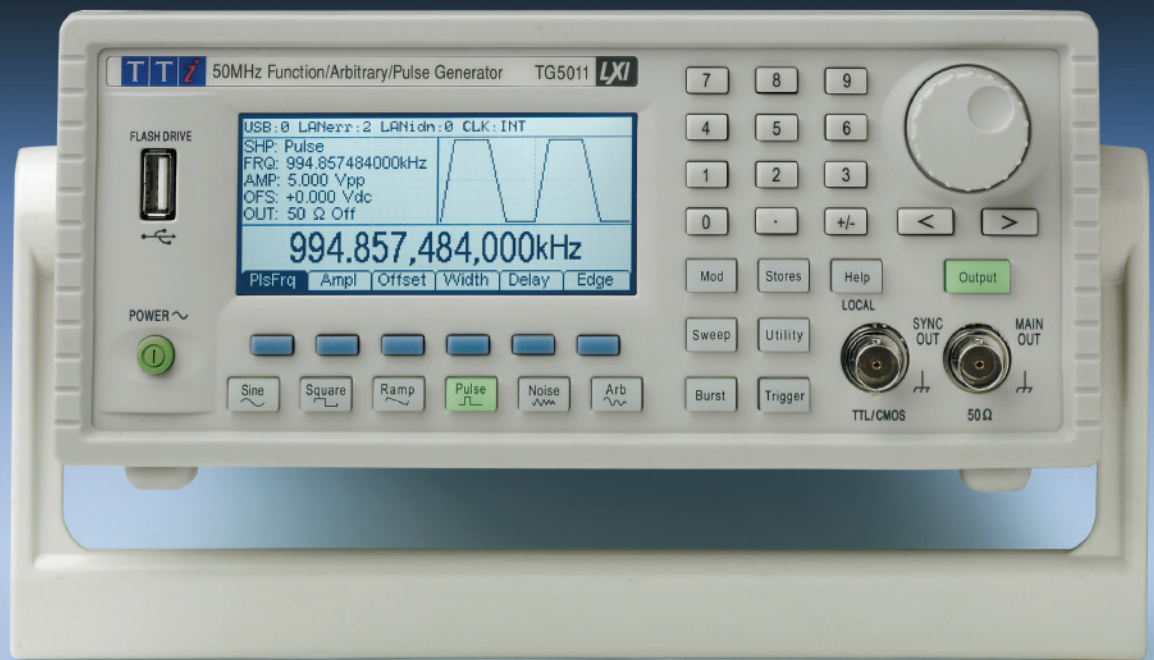 TTi 50MHz Function/Arbitrary/Pulse Generator TG5011 LXI
FLASH DRIVE
USB:0 LANerr:2 LANidn:0 CLK:INT
SHP: Pulse
FRQ: 994.857484000kHz
AMP: 5.000 Vpp
OFS: +0.000 Vdc
OUT: 50 Ω Off
994.857,484,000kHz
PlsFrq Ampl Offset Width Delay Edge
POWER
Sine Square Ramp Pulse Noise Arb
7 8 9
4 5 6
1 2 3
0 . +/- < >
Mod Stores Help Output
LOCAL
Sweep Utility
SYNC OUT
MAIN OUT
Burst Trigger
TTL/CMOS 50Ω